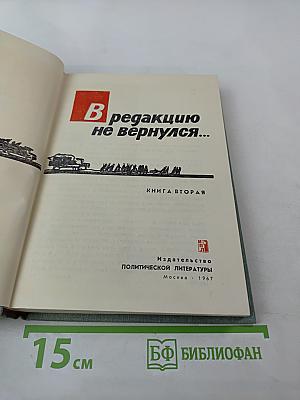 В редакцию
не вернулся...
КНИГА ВТОРАЯ
Издательство
ПОЛИТИЧЕСКОЙ ЛИТЕРАТУРЫ
Москва · 1967
15 см
БФ БИБЛИОФАН